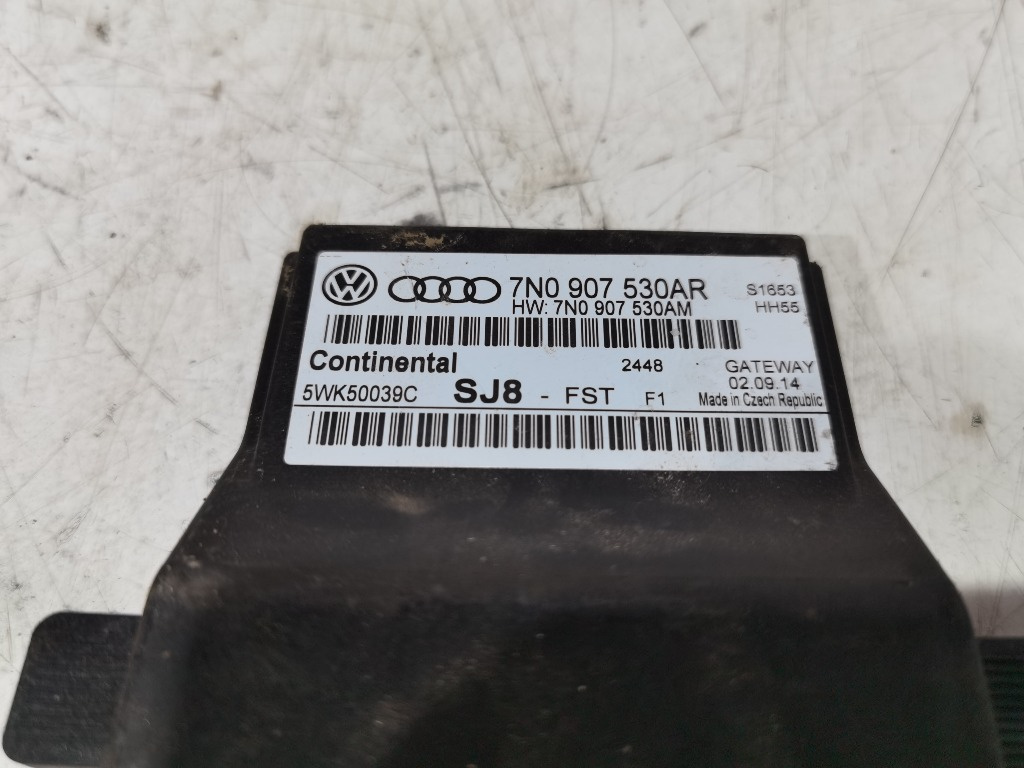 7N0 907 530AR S1653
HW: 7N0 907 530AM HH55
Continental 2448 GATEWAY
02.09.14
5WK50039C SJ8 - FST F1 Made in Czech Republic